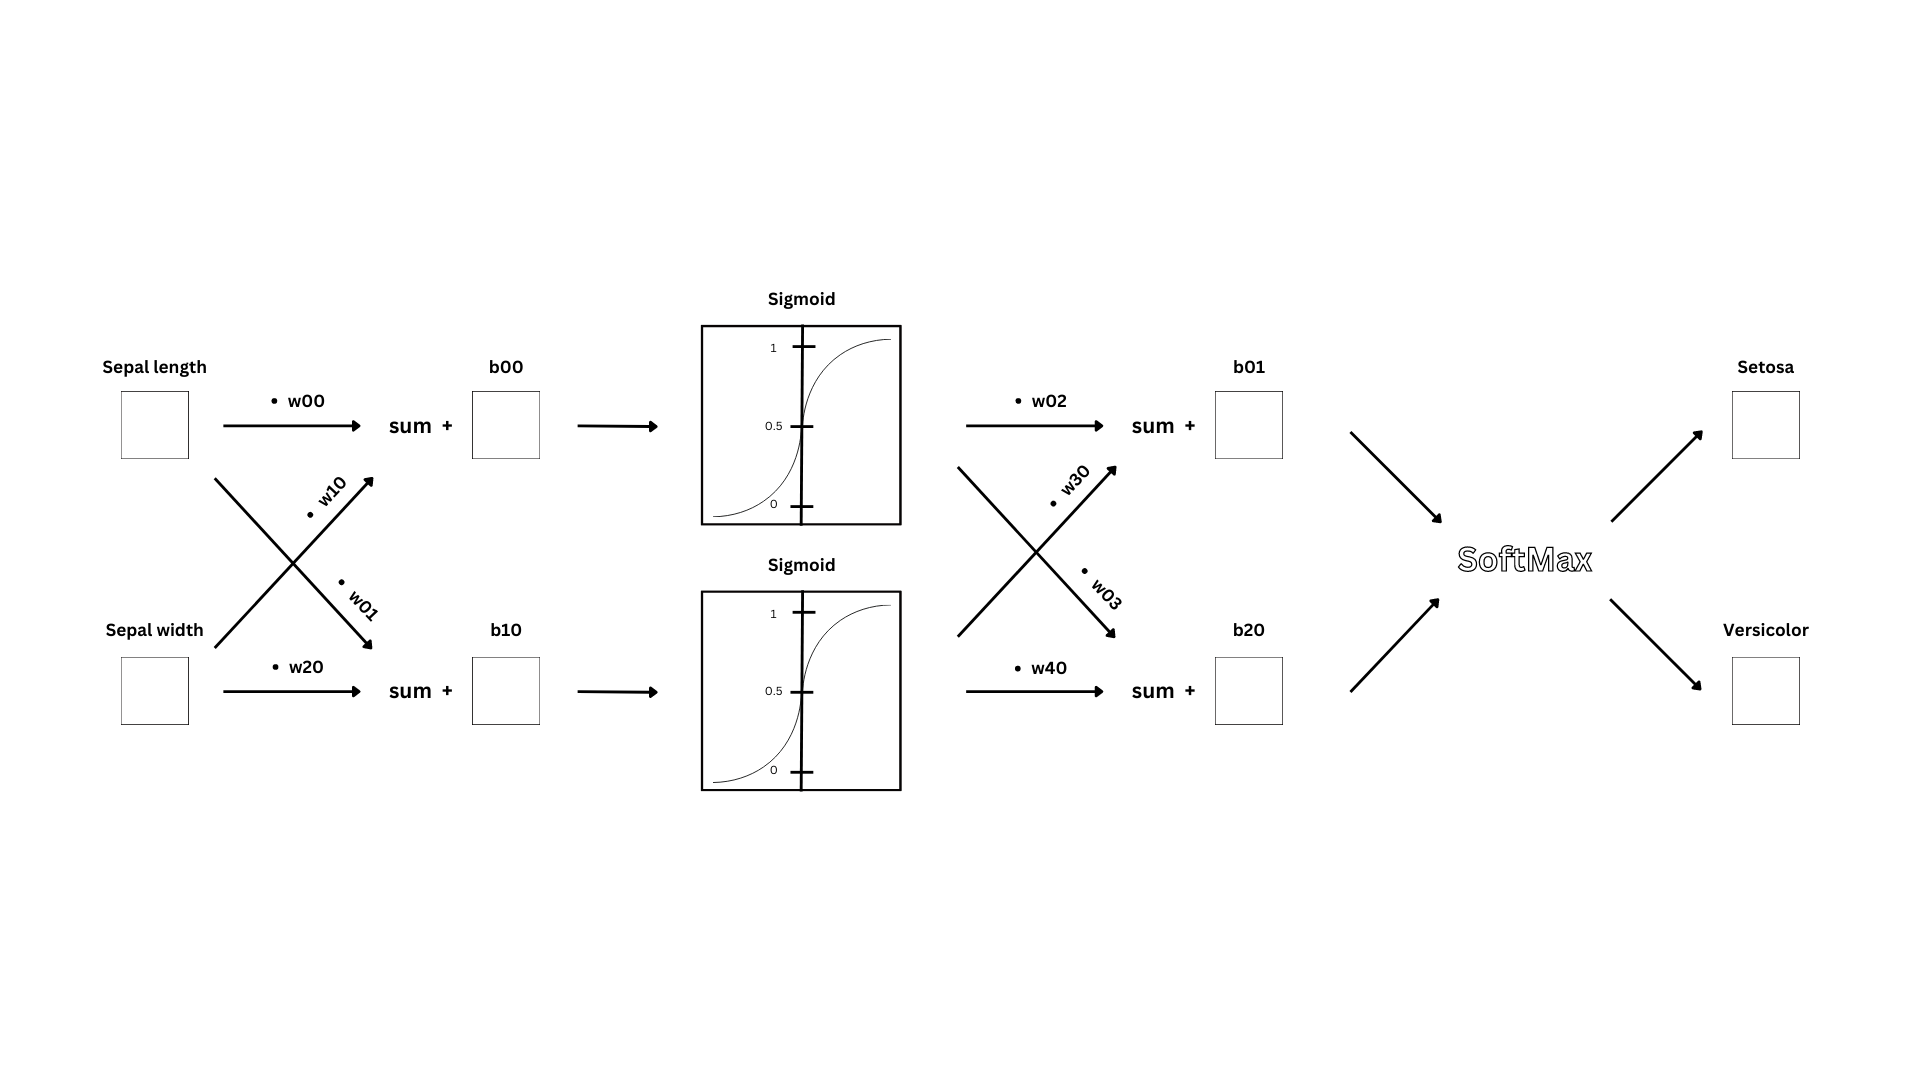 Sigmoid
Sepal length
b00
b01
Setosa
1
• w00
• w02
sum +
0.5
sum +
• w10
• w30
0
SoftMax
Sigmoid
• w01
• w03
Sepal width
b10
1
b20
Versicolor
• w20
• w40
sum +
0.5
sum +
0